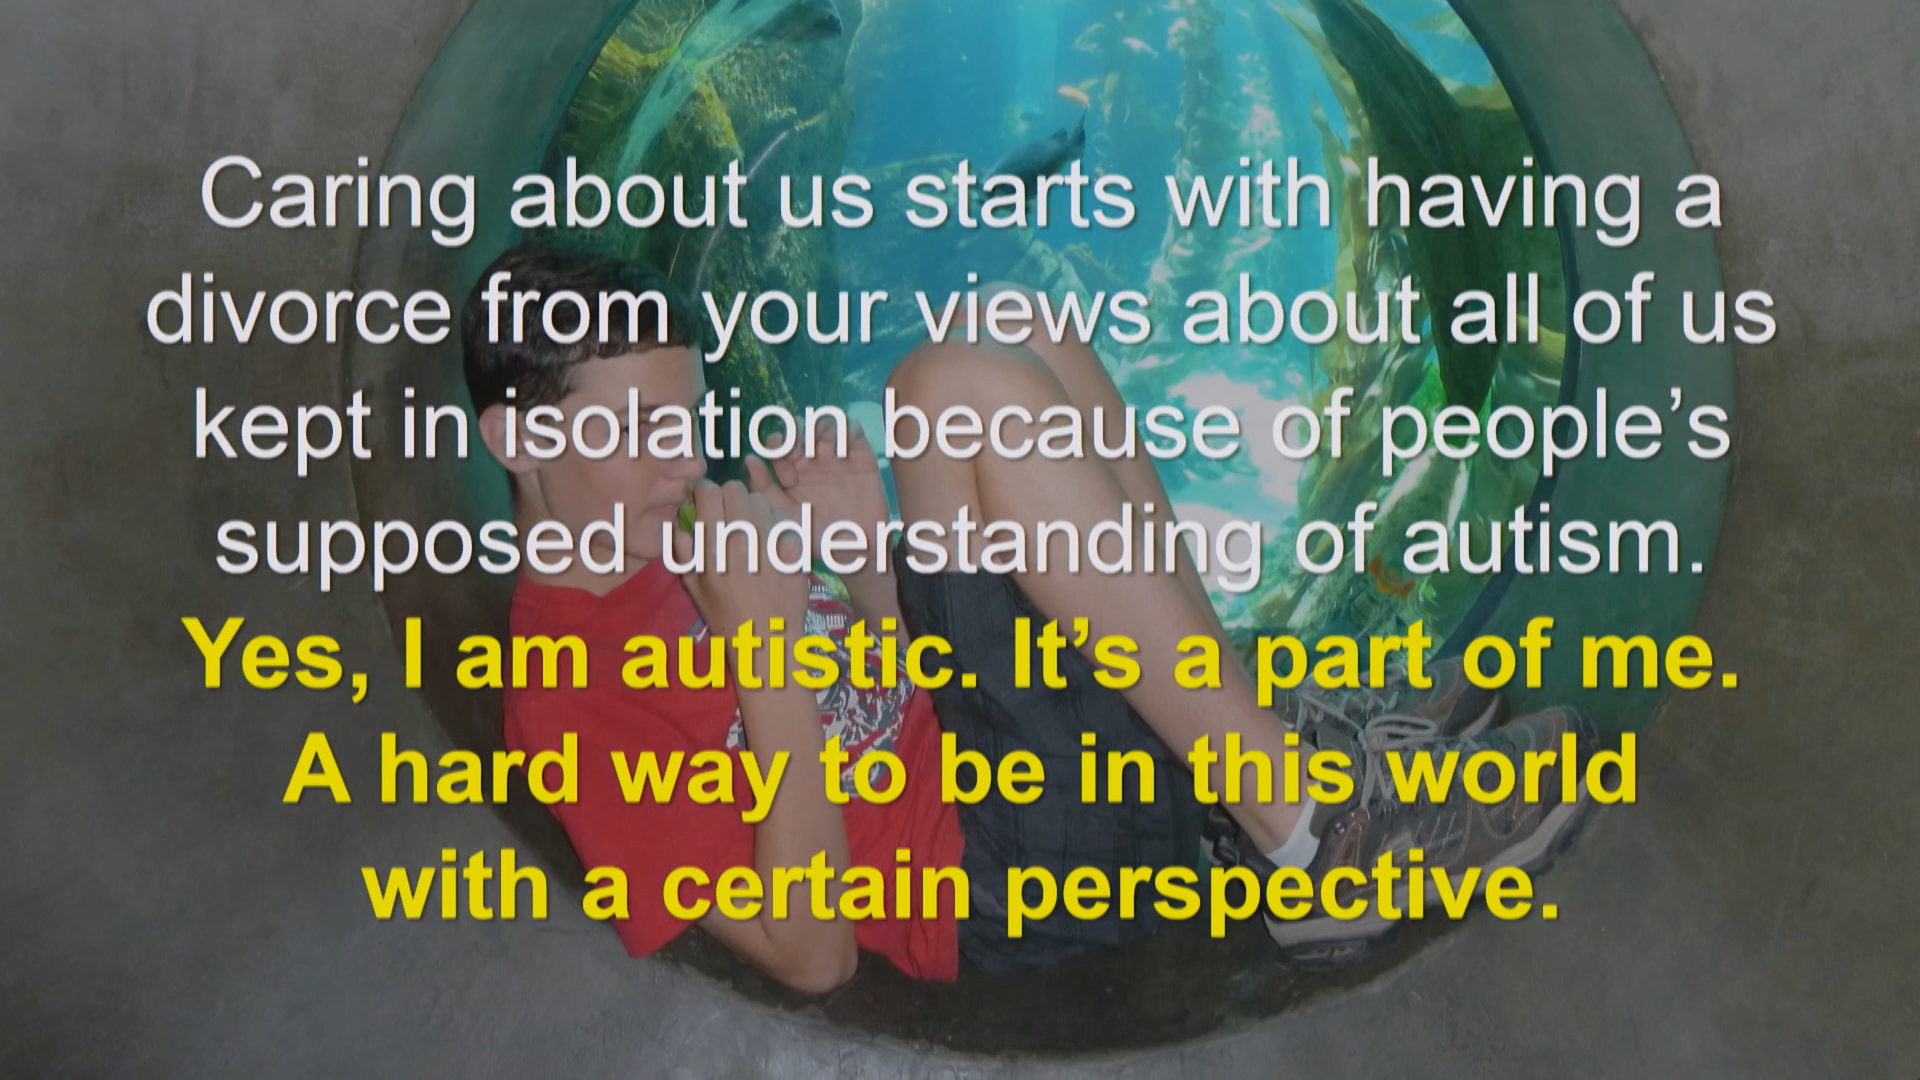 Caring about us starts with having a
divorce from your views about all of us
kept in isolation because of people’s
supposed understanding of autism.
Yes, I am autistic. It’s a part of me.
A hard way to be in this world
with a certain perspective.